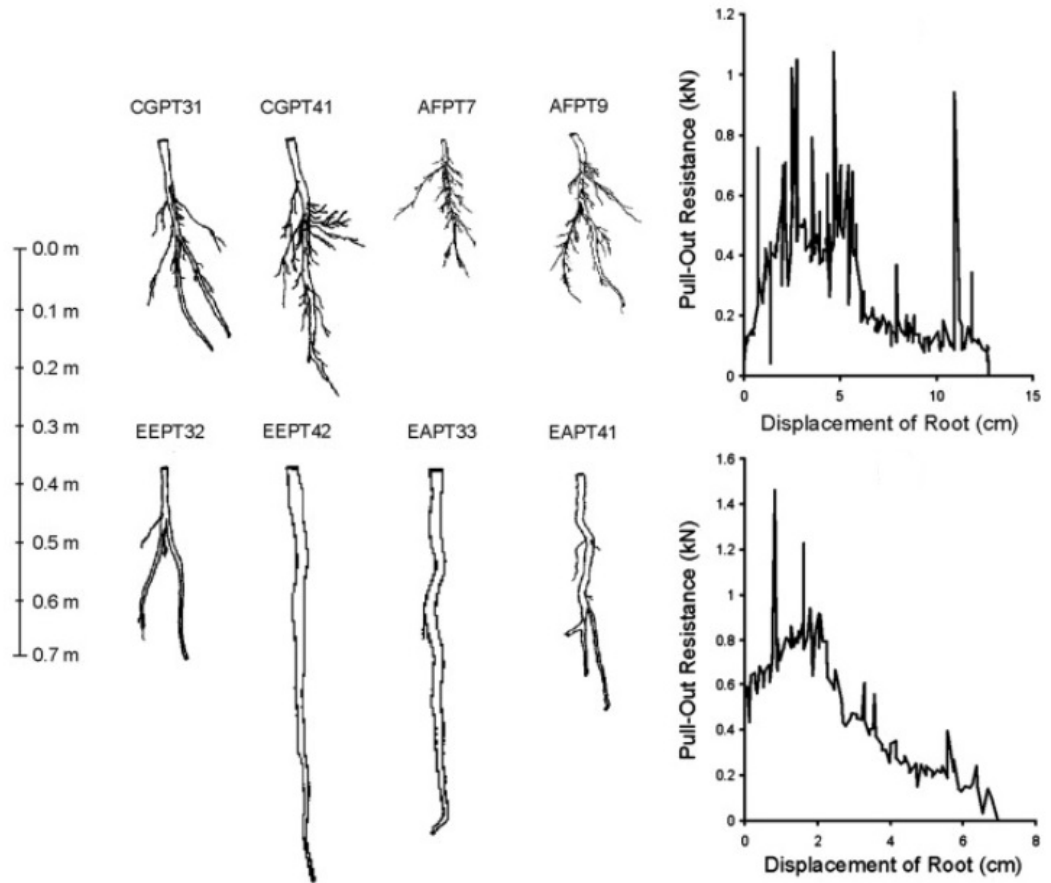 CGPT31 CGPT41 AFPT7 AFPT9
0.0 m
0.1 m
0.2 m
0.3 m
0.4 m
0.5 m
0.6 m
0.7 m
EEPT32 EEPT42 EAPT33 EAPT41
Pull-Out Resistance (kN)
1.2
1
0.8
0.6
0.4
0.2
0
0 5 10 15
Displacement of Root (cm)
Pull-Out Resistance (kN)
1.6
1.4
1.2
1
0.8
0.6
0.4
0.2
0
0 2 4 6 8
Displacement of Root (cm)